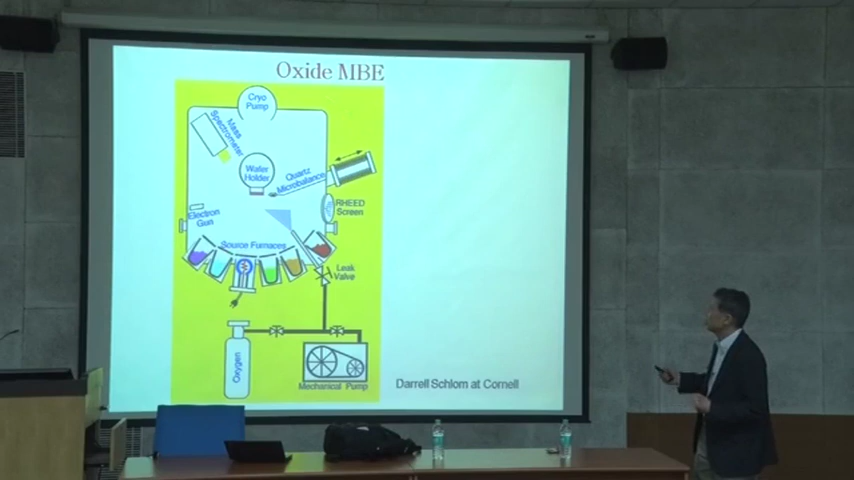 Oxide MBE
Cryo
Pump
Mass
Spectrometer
Wafer
Holder
Quartz
Microbalance
RHEED
Screen
Electron
Gun
Source Furnaces
Leak
Valve
Oxygen
Mechanical Pump
Darrell Schlom at Cornell